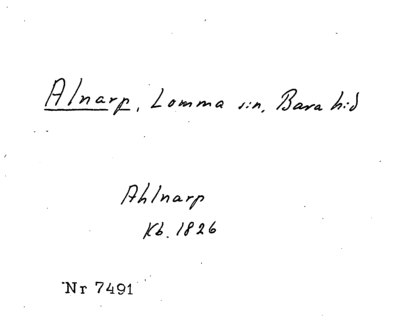 Alnarp, Lomma sn, Bara hd
Ahlnarp
Kb. 1826
Nr 7491